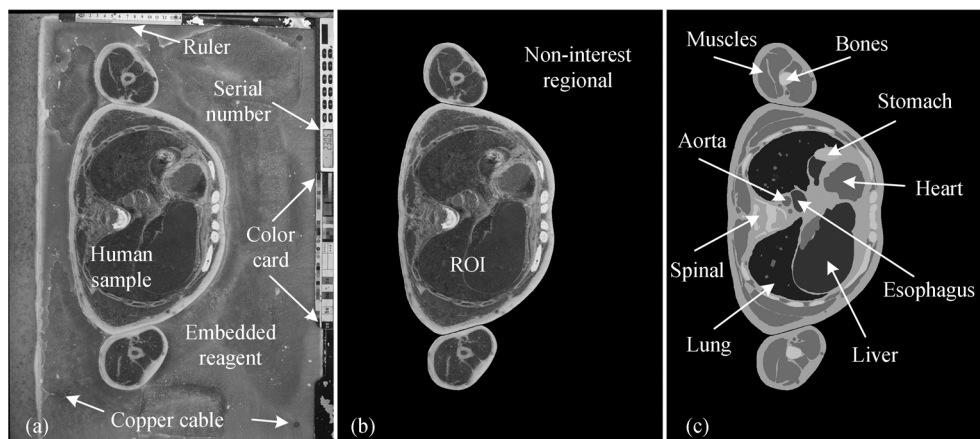 Ruler
Serial
number
Human
sample
Color
card
Embedded
reagent
Copper cable
(a)
Non-interest
regional
ROI
(b)
Muscles
Bones
Stomach
Aorta
Heart
Spinal
Esophagus
Lung
Liver
(c)